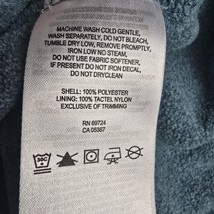 MACHINE WASH COLD GENTLE,
WASH SEPARATELY, DO NOT BLEACH,
TUMBLE DRY LOW, REMOVE PROMPTLY,
IRON LOW NO STEAM,
DO NOT USE FABRIC SOFTENER,
IF PRESENT DO NOT IRON DECAL,
DO NOT DRYCLEAN
SHELL: 100% POLYESTER
LINING: 100% TACTEL NYLON
EXCLUSIVE OF TRIMMING
RN 69724
CA 05367